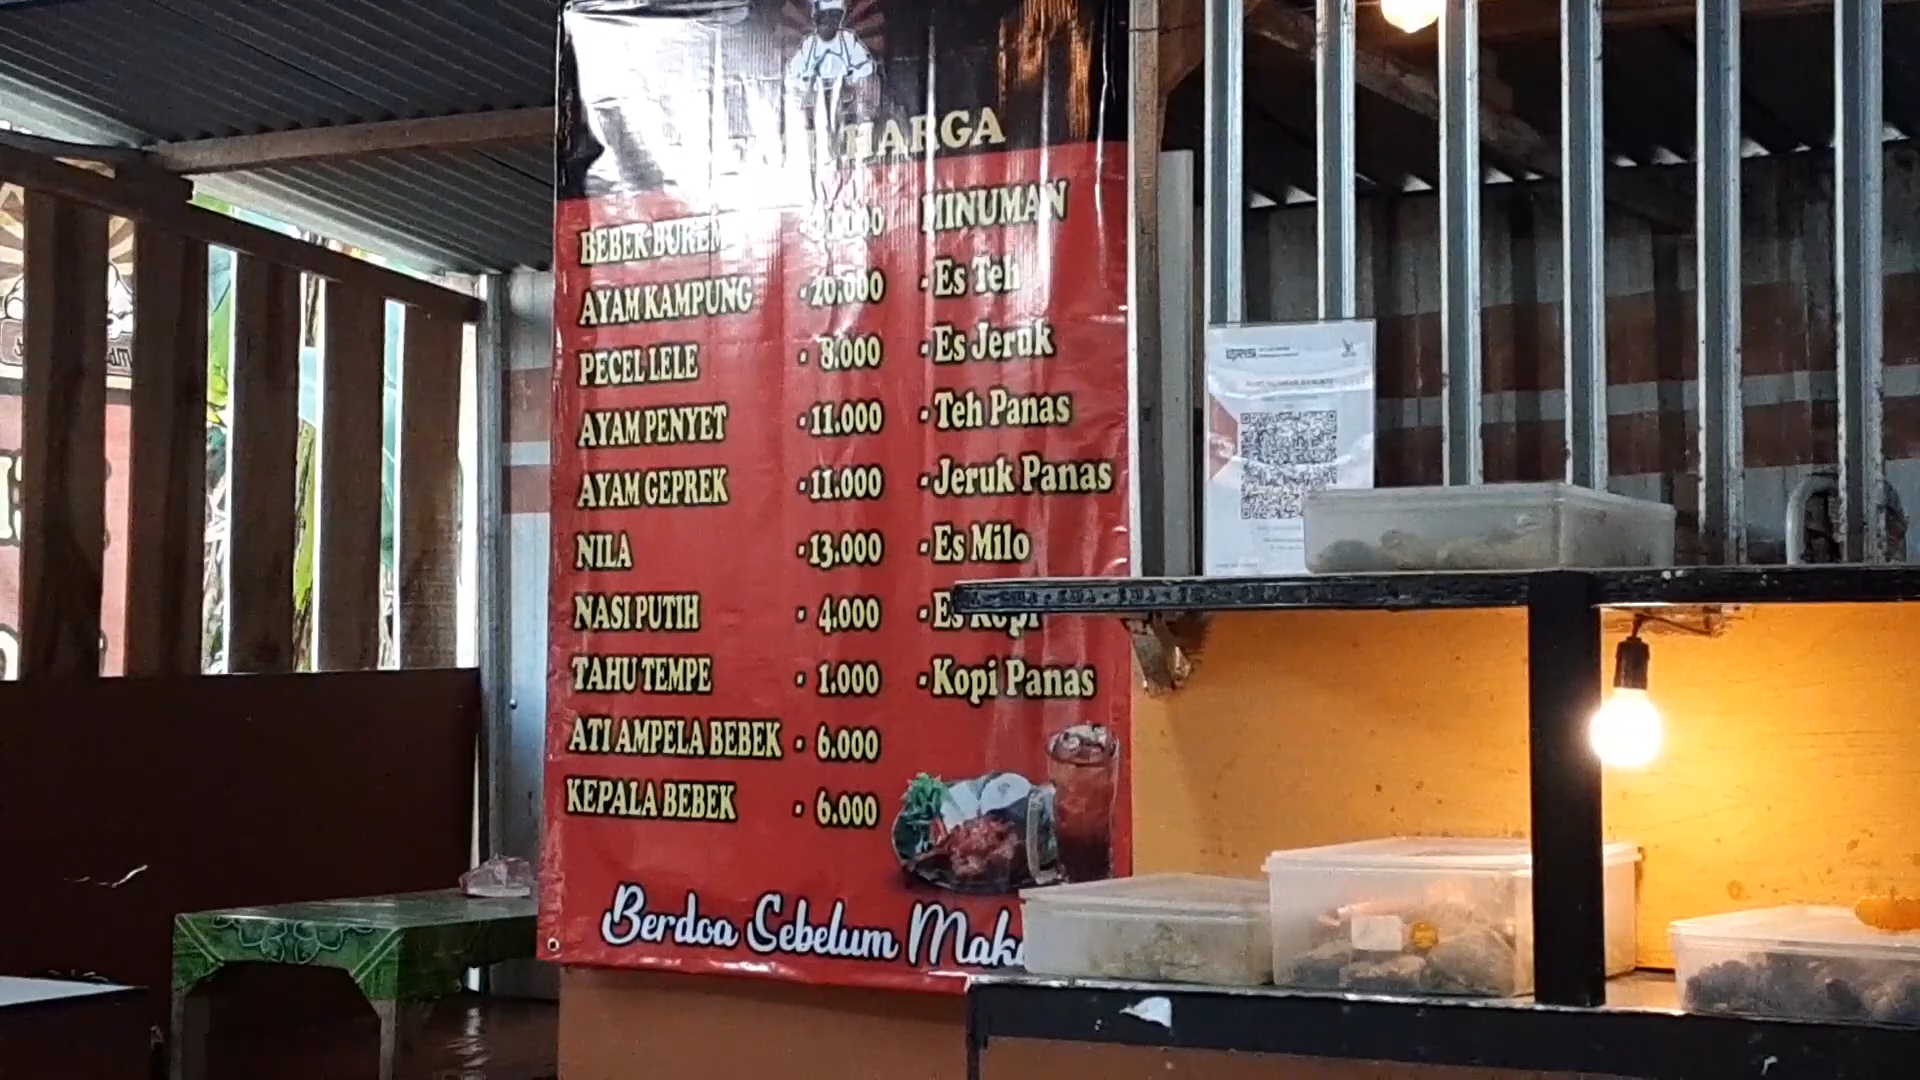 HARGA
BEBEK
AYAM KAMPUNG · 20.000
PECEL LELE · 8.000
AYAM PENYET · 11.000
AYAM GEPREK · 11.000
NILA · 13.000
NASI PUTIH · 4.000
TAHU TEMPE · 1.000
ATI AMPELA BEBEK · 6.000
KEPALA BEBEK · 6.000
MINUMAN
· Es Teh
· Es Jeruk
· Teh Panas
· Jeruk Panas
· Es Milo
· Es Kopi
· Kopi Panas
Berdoa Sebelum